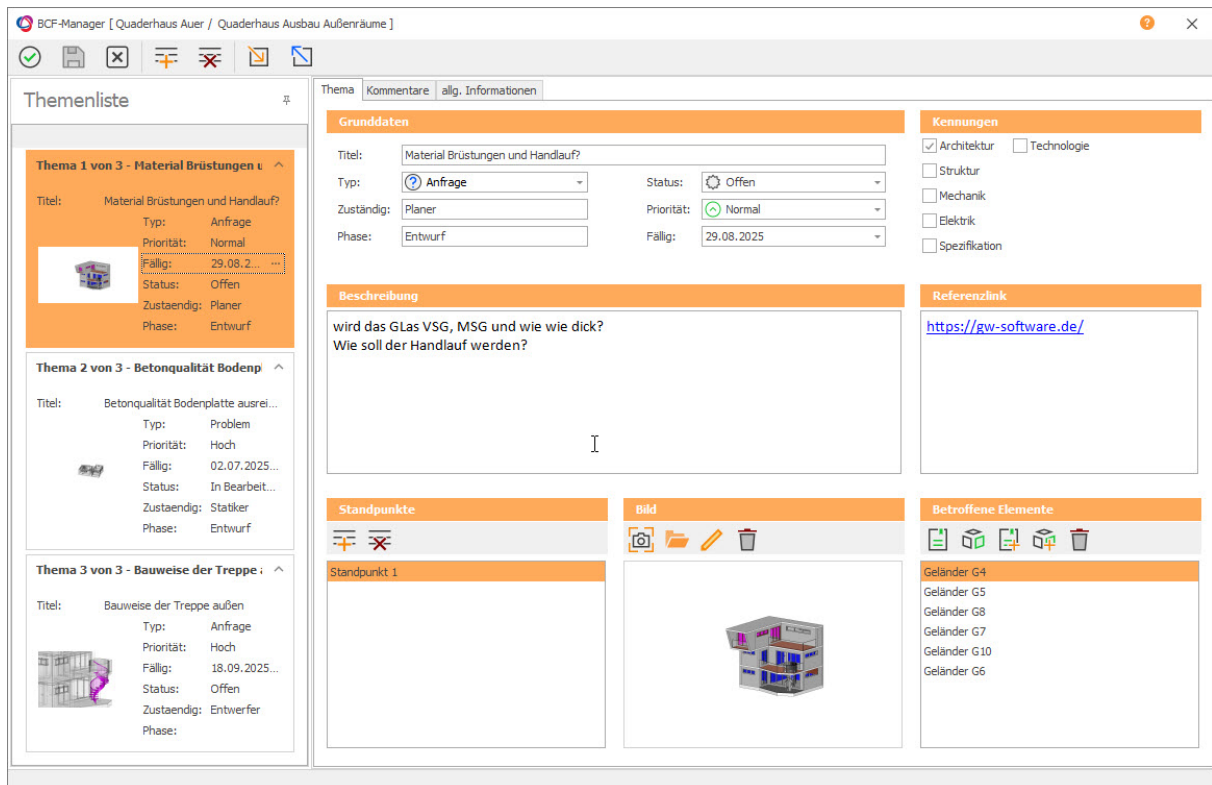 BCF-Manager [ Quaderhaus Auer / Quaderhaus Ausbau Außenräume ]
Themenliste
Thema 1 von 3 - Material Brüstungen u
Titel: Material Brüstungen und Handlauf?
Typ: Anfrage
Priorität: Normal
Fällig: 29.08.2... ...
Status: Offen
Zustaendig: Planer
Phase: Entwurf
Thema 2 von 3 - Betonqualität Bodenpl
Titel: Betonqualität Bodenplatte ausrei...
Typ: Problem
Priorität: Hoch
Fällig: 02.07.2025...
Status: In Bearbeit...
Zustaendig: Statiker
Phase: Entwurf
Thema 3 von 3 - Bauweise der Treppe
Titel: Bauweise der Treppe außen
Typ: Anfrage
Priorität: Hoch
Fällig: 18.09.2025...
Status: Offen
Zustaendig: Entwerfer
Phase:
Thema Kommentare allg. Informationen
Grunddaten
Titel: Material Brüstungen und Handlauf?
Typ: Anfrage Status: Offen
Zuständig: Planer Priorität: Normal
Phase: Entwurf Fällig: 29.08.2025
Kennungen
Architektur Technologie
Struktur
Mechanik
Elektrik
Spezifikation
Beschreibung
wird das GLas VSG, MSG und wie wie dick?
Wie soll der Handlauf werden?
Referenzlink
https://gw-software.de/
Standpunkte
Standpunkt 1
Bild
Betroffene Elemente
Geländer G4
Geländer G5
Geländer G8
Geländer G7
Geländer G10
Geländer G6